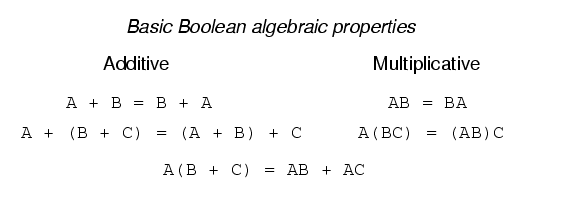 Basic Boolean algebraic properties
Additive Multiplicative
A + B = B + A AB = BA
A + (B + C) = (A + B) + C A(BC) = (AB)C
A(B + C) = AB + AC